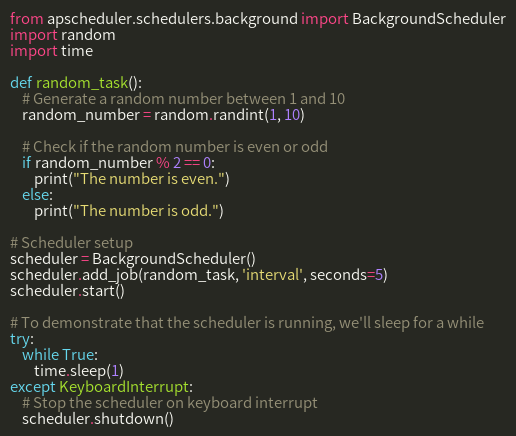 from apscheduler.schedulers.background import BackgroundScheduler
import random
import time

def random_task():
    # Generate a random number between 1 and 10
    random_number = random.randint(1, 10)

    # Check if the random number is even or odd
    if random_number % 2 == 0:
        print("The number is even.")
    else:
        print("The number is odd.")

# Scheduler setup
scheduler = BackgroundScheduler()
scheduler.add_job(random_task, 'interval', seconds=5)
scheduler.start()

# To demonstrate that the scheduler is running, we'll sleep for a while
try:
    while True:
        time.sleep(1)
except KeyboardInterrupt:
    # Stop the scheduler on keyboard interrupt
    scheduler.shutdown()